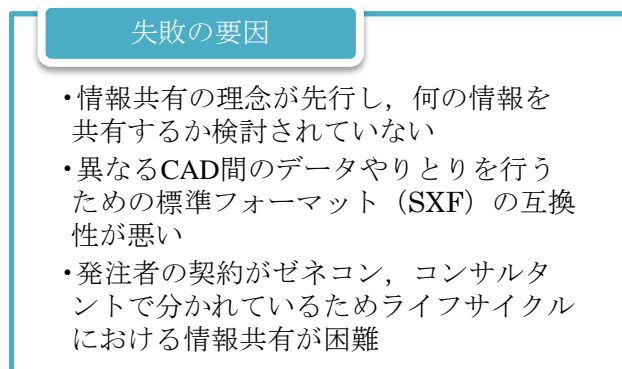 失敗の要因
・情報共有の理念が先行し，何の情報を
共有するか検討されていない
・異なるCAD間のデータやりとりを行う
ための標準フォーマット（SXF）の互換
性が悪い
・発注者の契約がゼネコン，コンサルタ
ントで分かれているためライフサイクル
における情報共有が困難